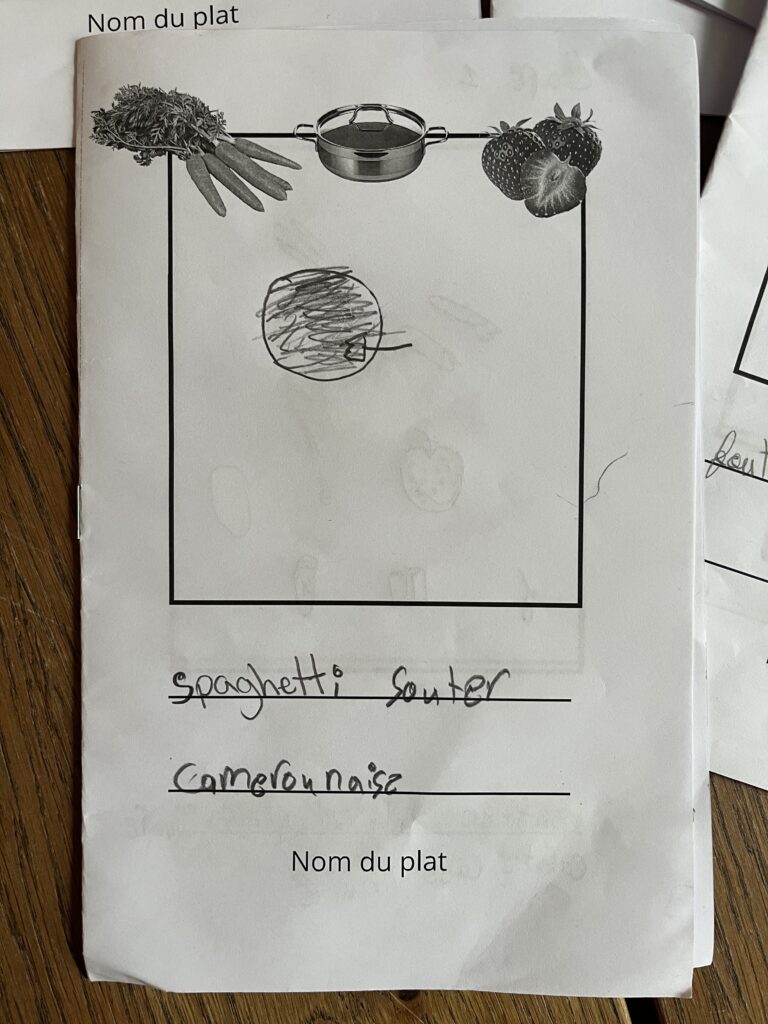 Nom du plat
spaghetti souter
camerounaise
Nom du plat